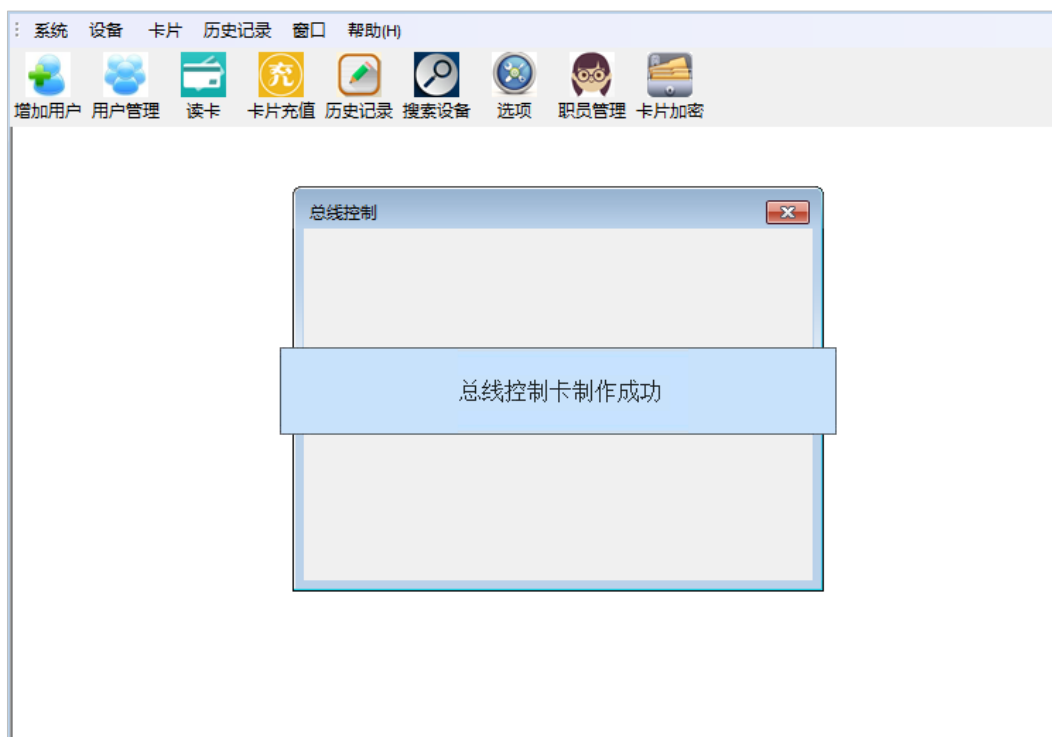 系统 设备 卡片 历史记录 窗口 帮助(H)
充
增加用户 用户管理 读卡 卡片充值 历史记录 搜索设备 选项 职员管理 卡片加密
总线控制
总线控制卡制作成功